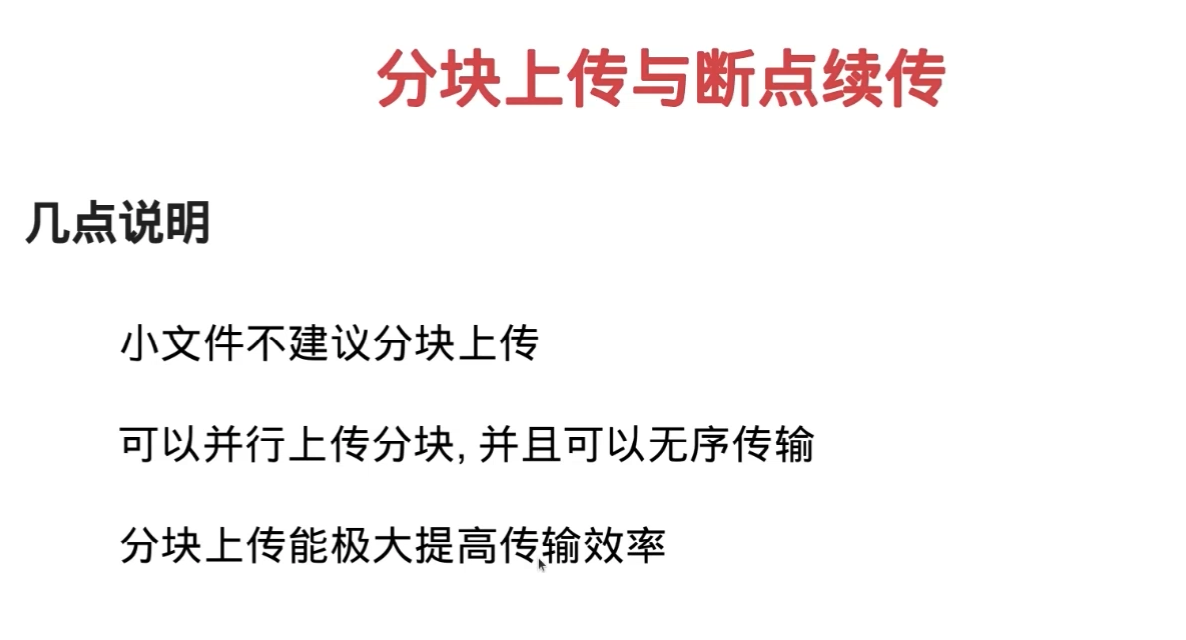 分块上传与断点续传
几点说明
小文件不建议分块上传
可以并行上传分块, 并且可以无序传输
分块上传能极大提高传输效率